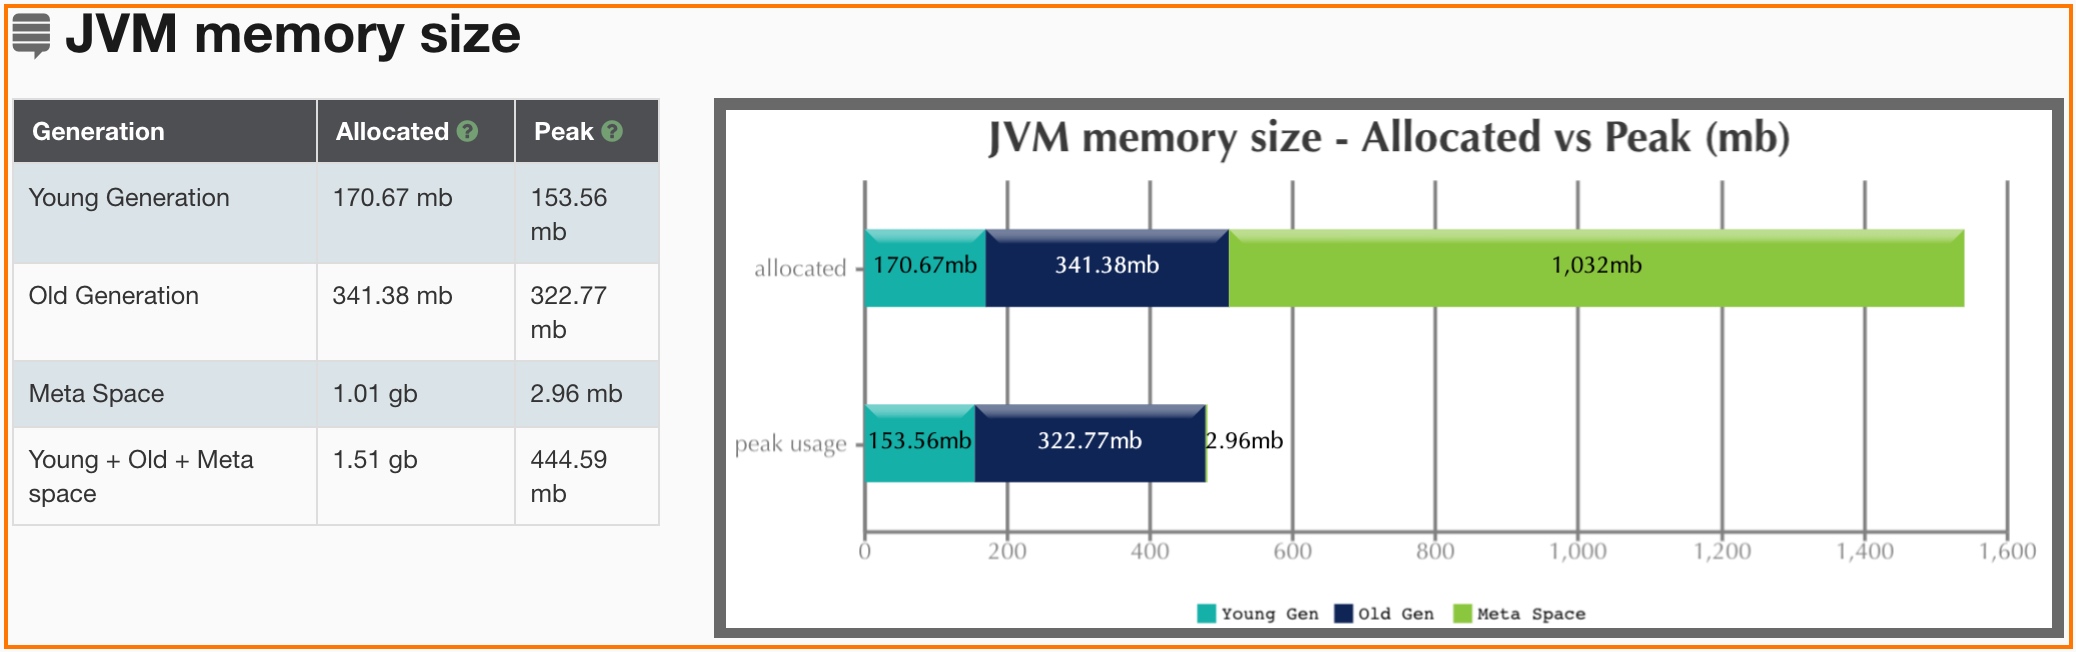 JVM memory size
Generation Allocated ? Peak ?
Young Generation 170.67 mb 153.56
mb
Old Generation 341.38 mb 322.77
mb
Meta Space 1.01 gb 2.96 mb
Young + Old + Meta 1.51 gb 444.59
space mb
JVM memory size - Allocated vs Peak (mb)
allocated 170.67mb 341.38mb 1,032mb
peak usage 153.56mb 322.77mb 2.96mb
0 200 400 600 800 1,000 1,200 1,400 1,600
Young Gen Old Gen Meta Space